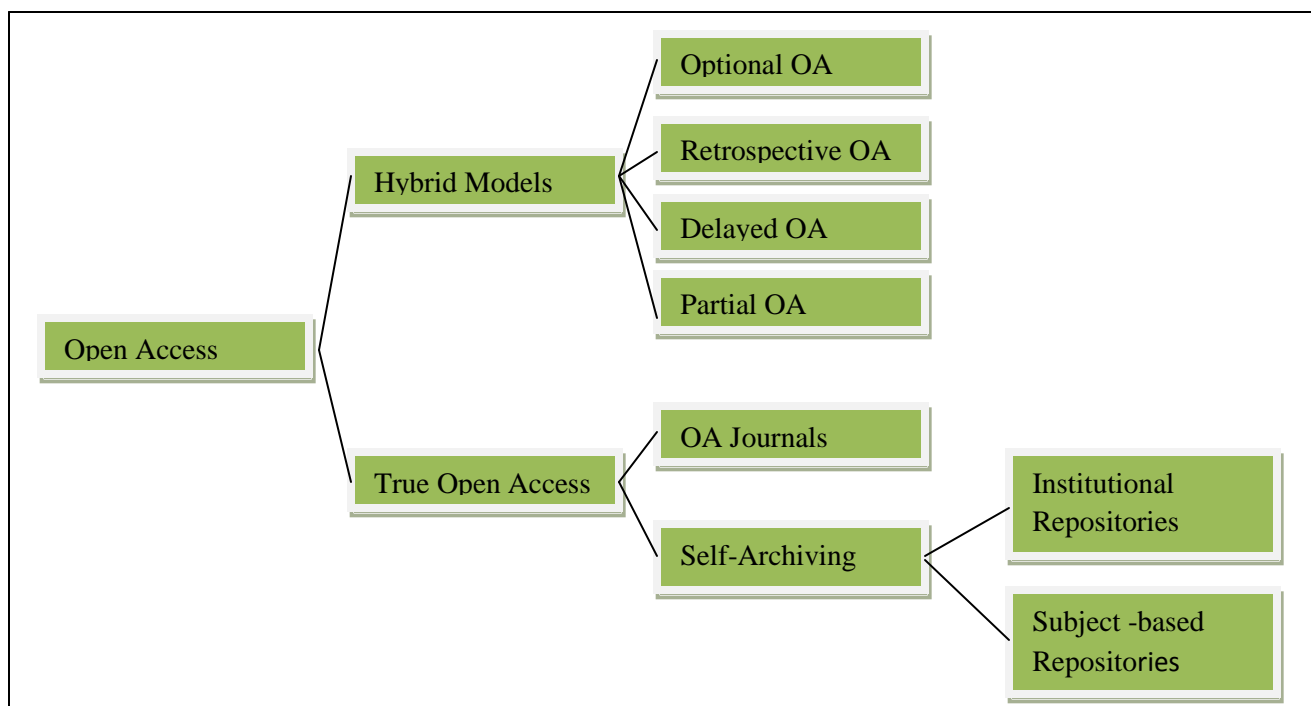 Optional OA
Retrospective OA
Hybrid Models
Delayed OA
Partial OA
Open Access
OA Journals
True Open Access
Institutional
Repositories
Self-Archiving
Subject -based
Repositories